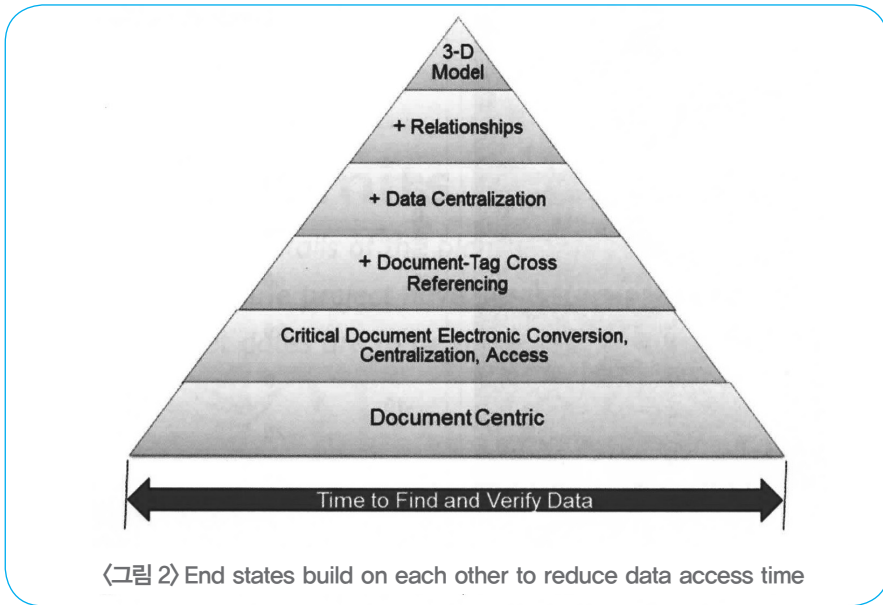 3-D
Model
+ Relationships
+ Data Centralization
+ Document-Tag Cross
Referencing
Critical Document Electronic Conversion,
Centralization, Access
Document Centric
Time to Find and Verify Data
〈그림 2〉 End states build on each other to reduce data access time